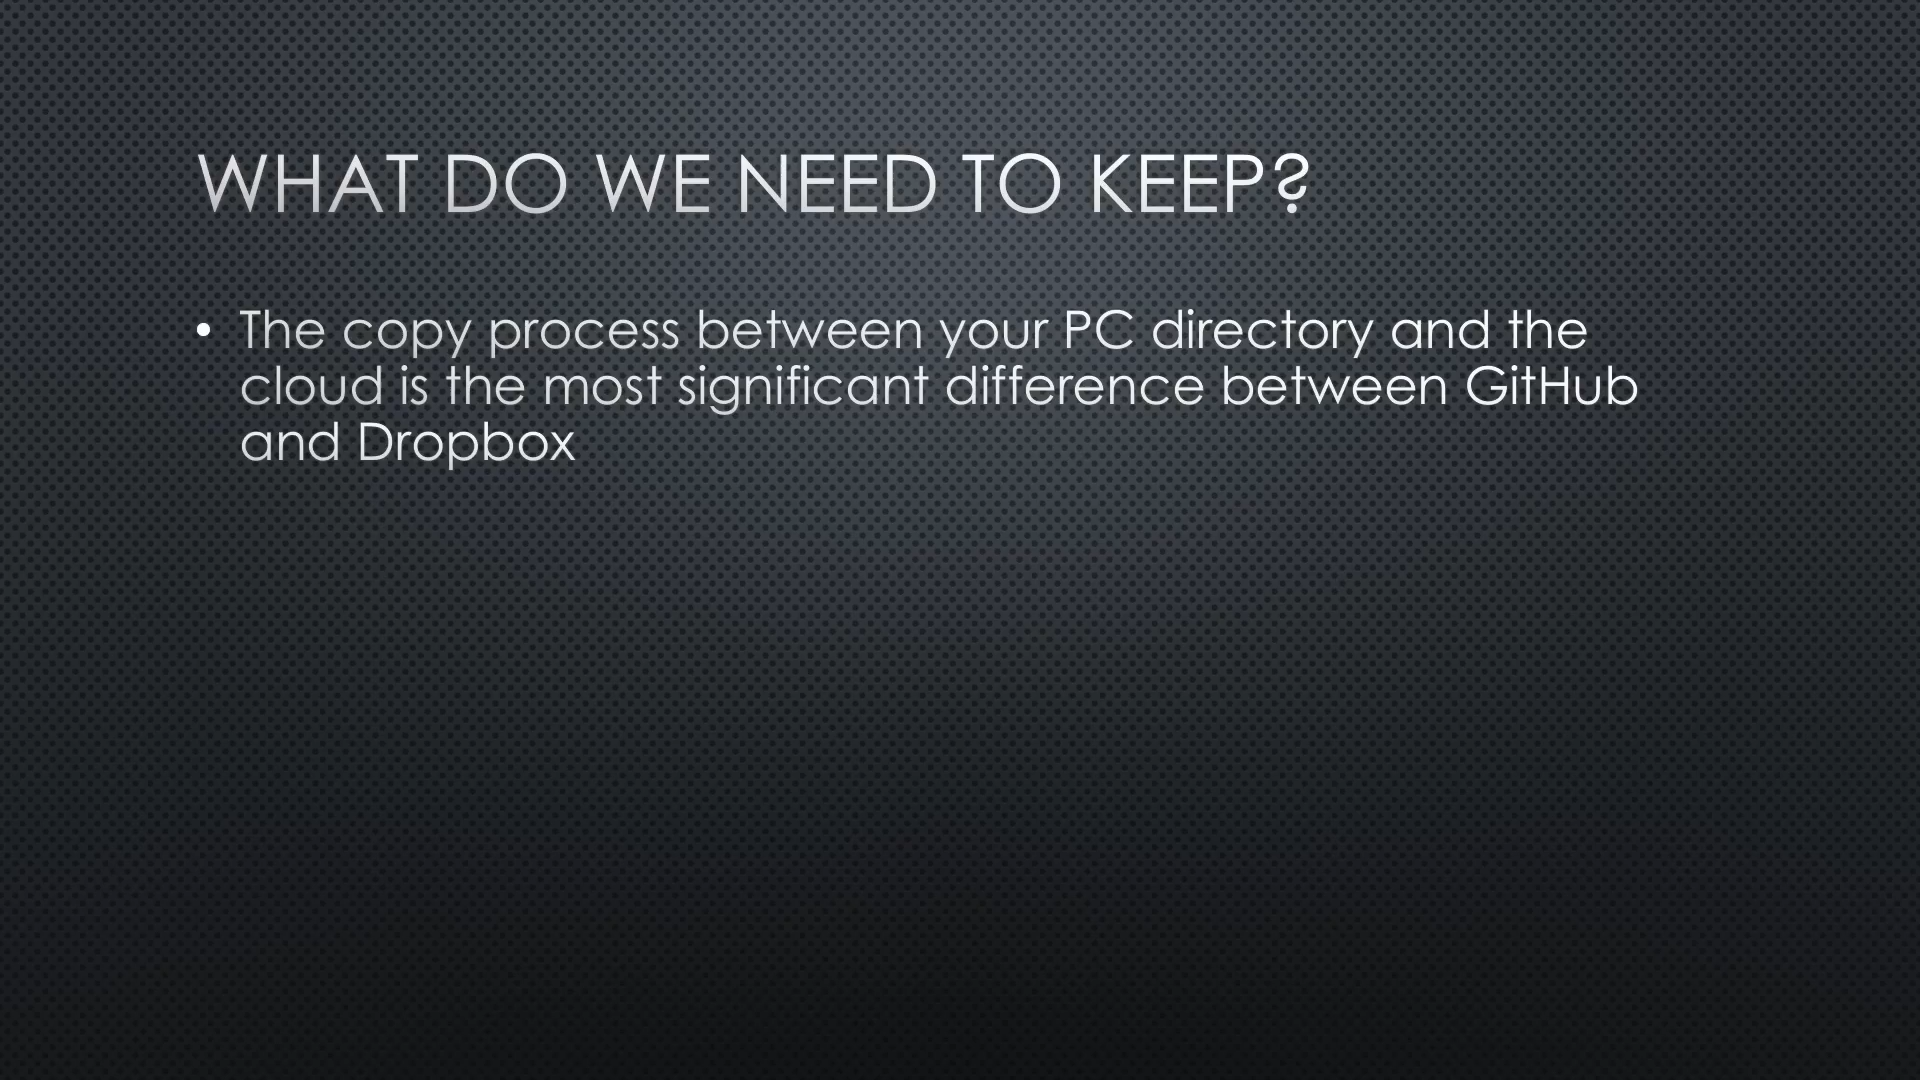 WHAT DO WE NEED TO KEEP?
• The copy process between your PC directory and the
cloud is the most significant difference between GitHub
and Dropbox